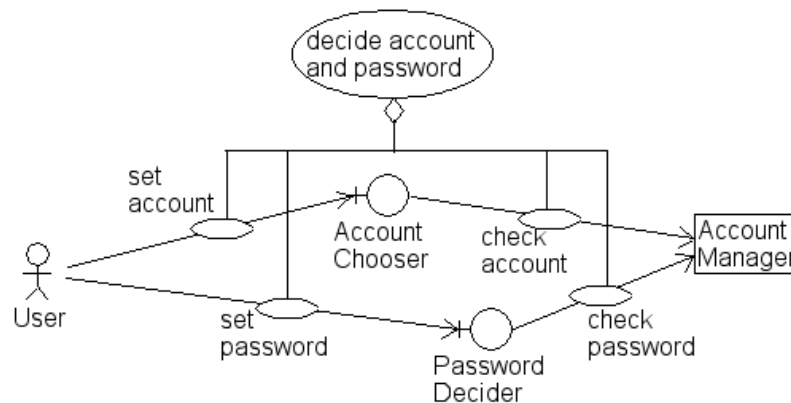 decide account
and password
set
account
Account
Chooser
check
account
Account
Manager
User
set
password
Password
Decider
check
password